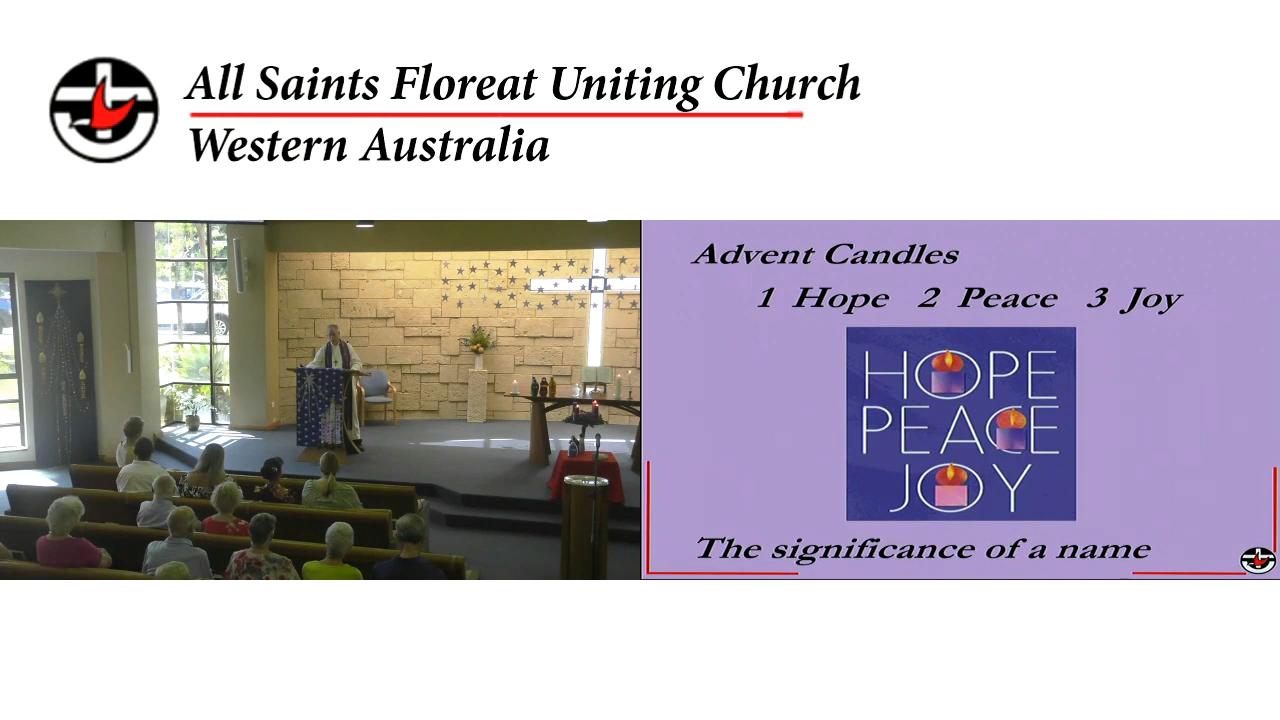 All Saints Floreat Uniting Church
Western Australia
Advent Candles
1 Hope 2 Peace 3 Joy
HOPE
PEACE
JOY
The significance of a name